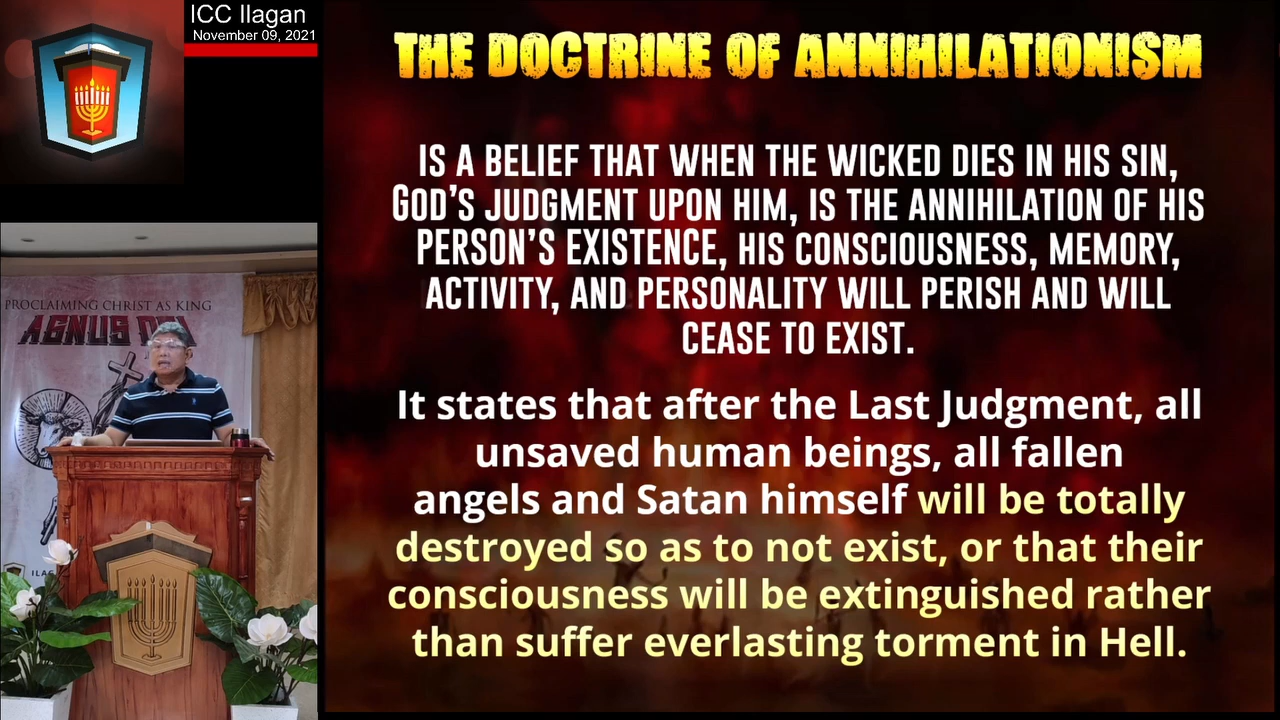 ICC Ilagan
November 09, 2021
THE DOCTRINE OF ANNIHILATIONISM
IS A BELIEF THAT WHEN THE WICKED DIES IN HIS SIN,
GOD'S JUDGMENT UPON HIM, IS THE ANNIHILATION OF HIS
PERSON'S EXISTENCE, HIS CONSCIOUSNESS, MEMORY,
ACTIVITY, AND PERSONALITY WILL PERISH AND WILL
CEASE TO EXIST.
It states that after the Last Judgment, all
unsaved human beings, all fallen
angels and Satan himself will be totally
destroyed so as to not exist, or that their
consciousness will be extinguished rather
than suffer everlasting torment in Hell.
PROCLAIMING CHRIST AS KING
AGNUS